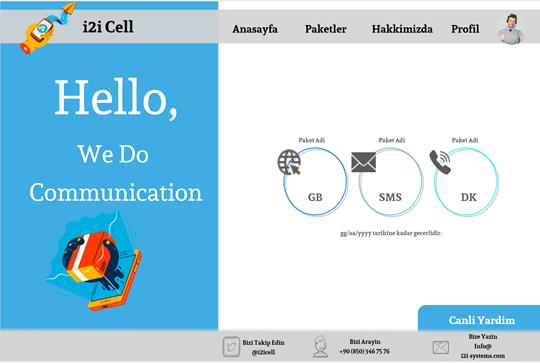 i2i Cell
Anasayfa Paketler Hakkimizda Profil
Hello,
We Do
Communication
Paket Adi Paket Adi Paket Adi
GB SMS DK
gg/aa/yyyy tarihine kadar gecerlidir.
Canli Yardim
Bizi Takip Edin
@i2icell
Bizi Arayin
+90 (850) 346 75 76
Bize Yazin
Info@
i2i-systems.com